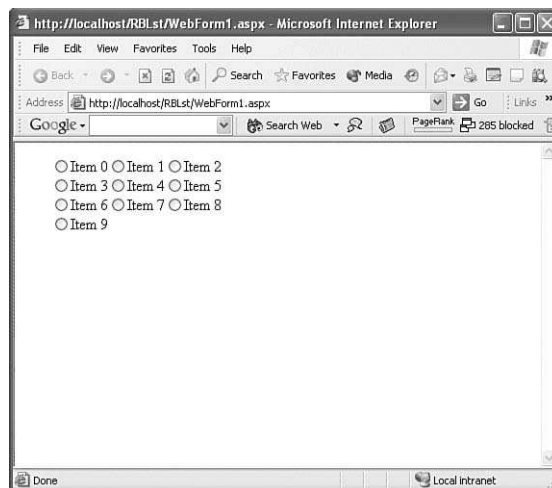 http://localhost/RBLst/WebForm1.aspx - Microsoft Internet Explorer
File Edit View Favorites Tools Help
Back Search Favorites Media
Address http://localhost/RBLst/WebForm1.aspx Go Links »
Google Search Web PageRank 285 blocked
Item 0 Item 1 Item 2
Item 3 Item 4 Item 5
Item 6 Item 7 Item 8
Item 9
Done Local intranet